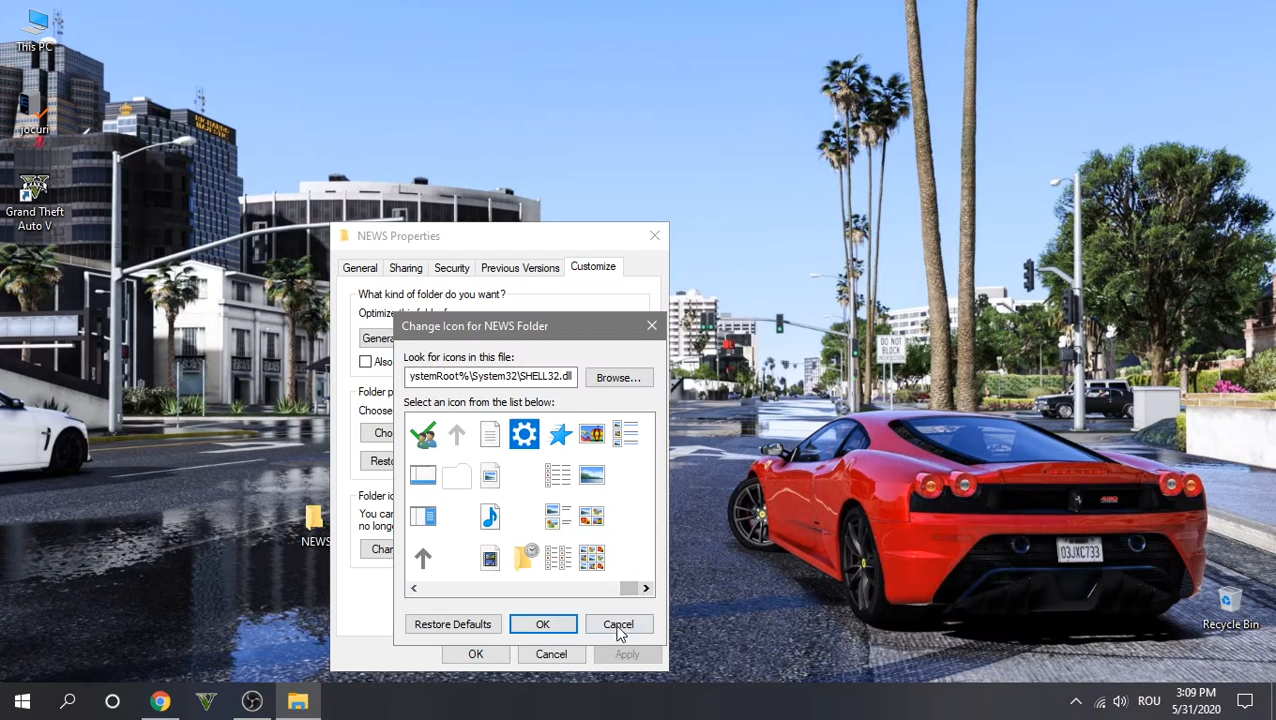 This PC
jocuri
Grand Theft
Auto V
NEWS
NEWS Properties
General
Sharing
Security
Previous Versions
Customize
What kind of folder do you want?
Change Icon for NEWS Folder
Look for icons in this file:
ystemRoot%\System32\SHELL32.dll
Browse...
Select an icon from the list below:
Restore Defaults
OK
Cancel
OK
Cancel
Apply
DO NOT
BLOCK
03JXC733
Recycle Bin
ROU
3:09 PM
5/31/2020